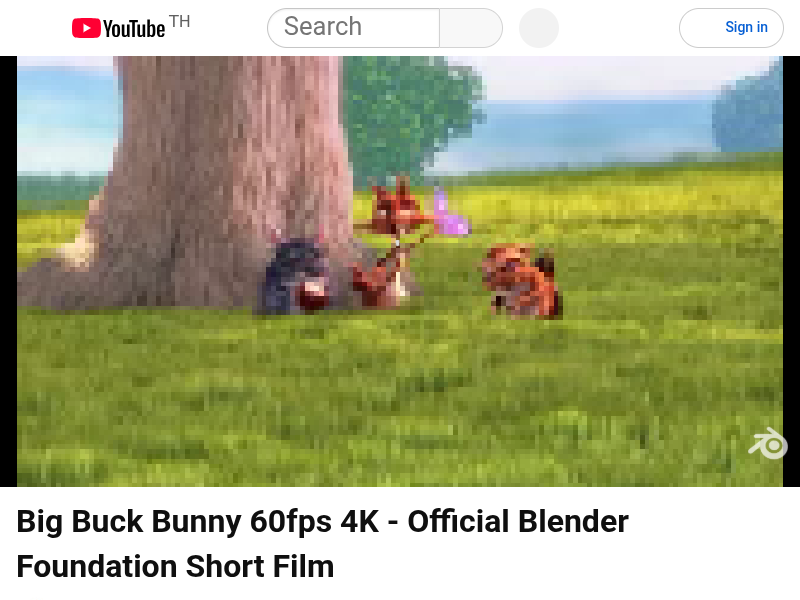 YouTube TH
Search
Sign in
Big Buck Bunny 60fps 4K - Official Blender
Foundation Short Film